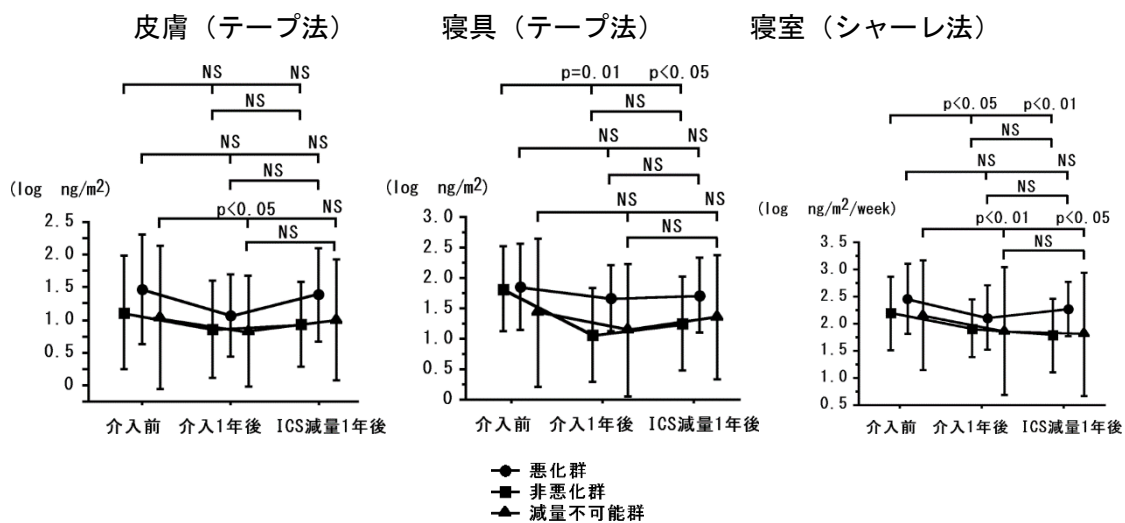 皮膚（テープ法）
NS NS
NS
NS NS
NS
(log ng/m2)
p<0.05 NS
NS
2.5
2.0
1.5
1.0
0.5
0
介入前 介入1年後 ICS減量1年後
寝具（テープ法）
p=0.01 p<0.05
NS
NS NS
NS
(log ng/m2)
NS NS
NS
3.0
2.5
2.0
1.5
1.0
0.5
0
介入前 介入1年後 ICS減量1年後
寝室（シャーレ法）
p<0.05 p<0.01
NS
NS NS
NS
(log ng/m2/week)
p<0.01 p<0.05
NS
3.5
3.0
2.5
2.0
1.5
1.0
0.5
介入前 介入1年後 ICS減量1年後
悪化群
非悪化群
減量不可能群